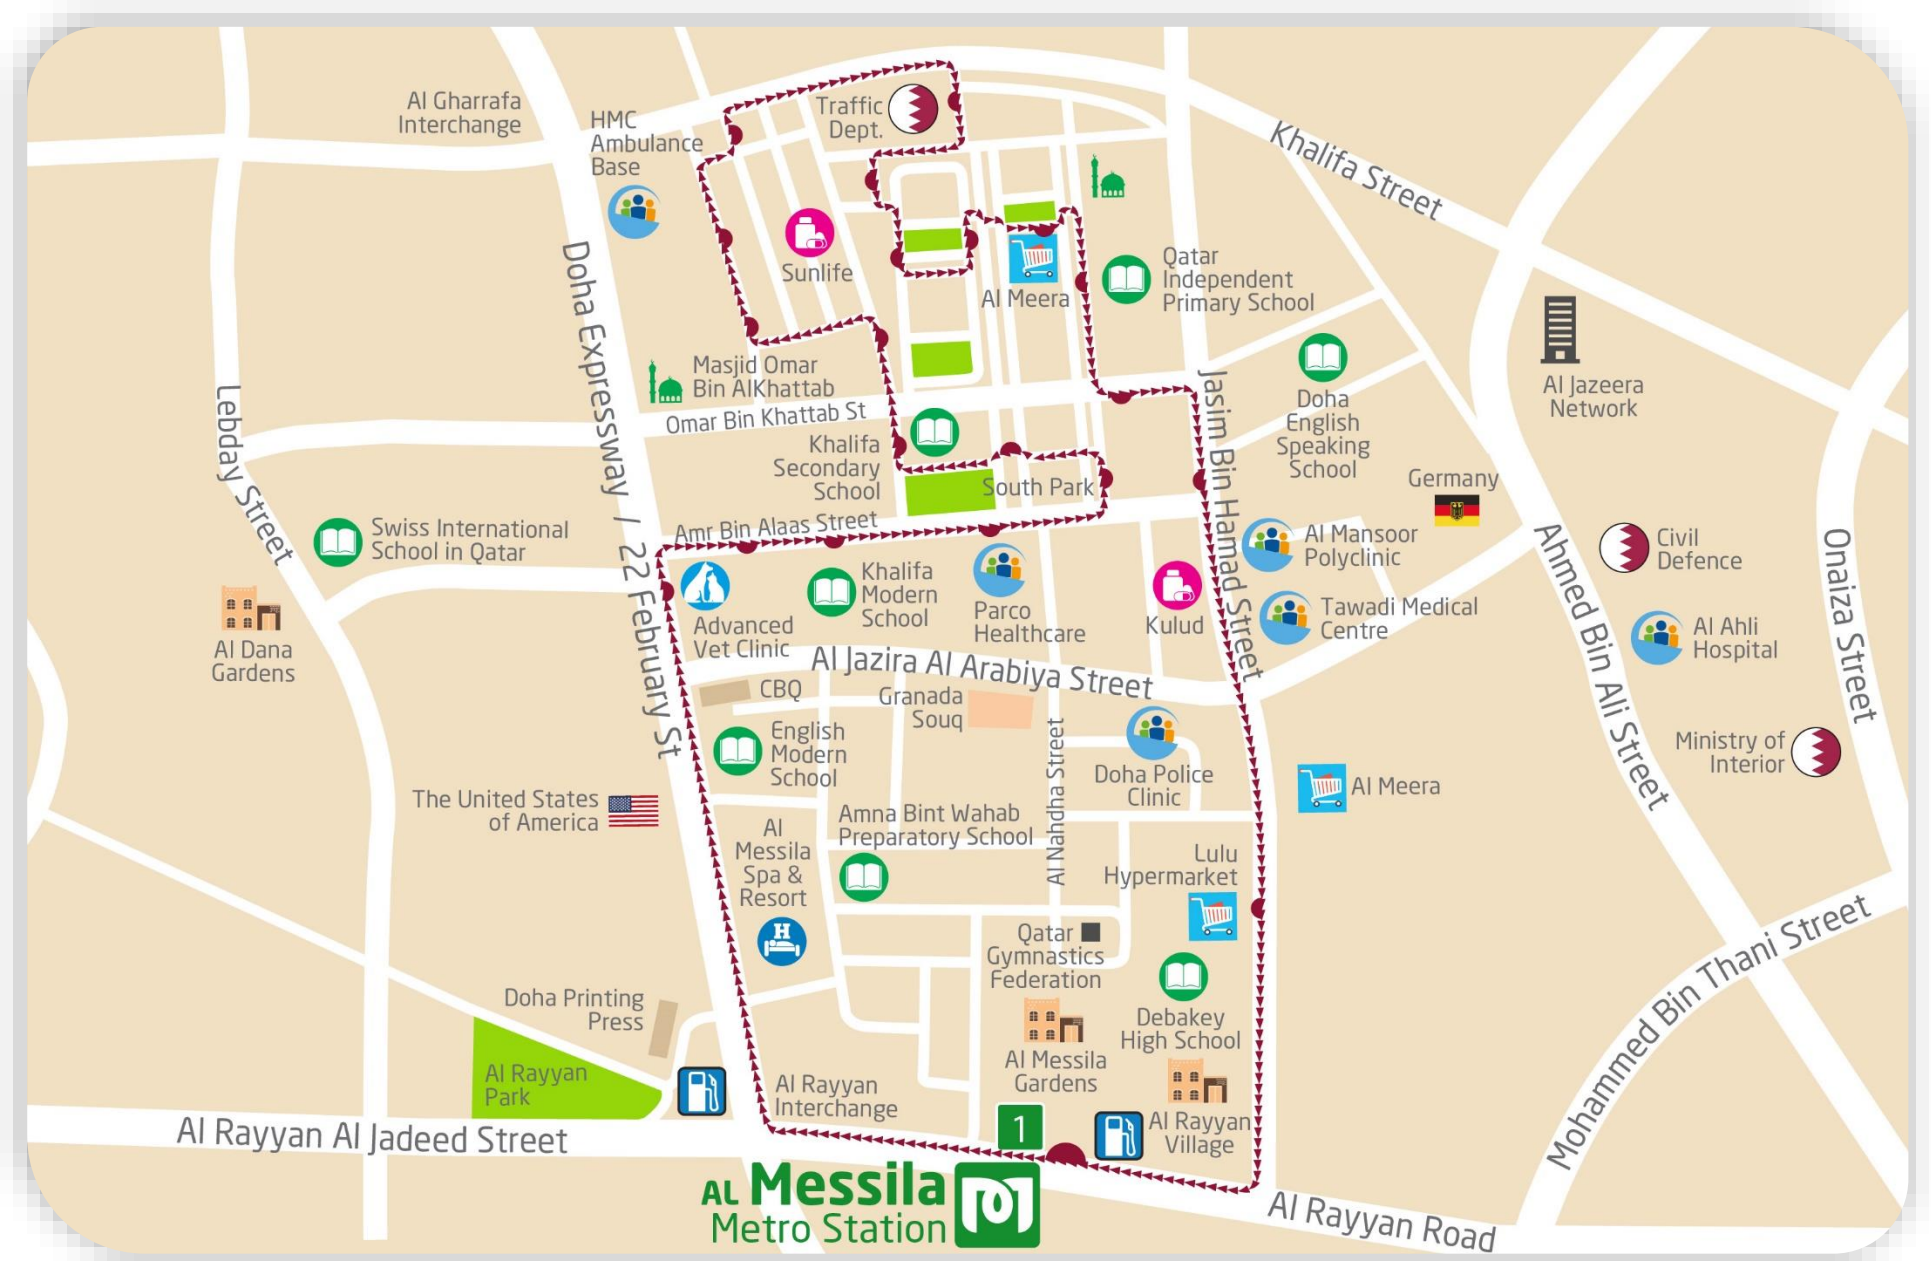 Al Gharrafa
Interchange
HMC
Ambulance
Base
Traffic
Dept.
Khalifa Street
Sunlife
Al Meera
Qatar
Independent
Primary School
Doha Expressway / 22 February St
Masjid Omar
Bin AlKhattab
Omar Bin Khattab St
Lebday Street
Khalifa
Secondary
School
South Park
Jasim Bin Hamad Street
Doha
English
Speaking
School
Al Jazeera
Network
Germany
Swiss International
School in Qatar
Amr Bin Alaas Street
Al Mansoor
Polyclinic
Civil
Defence
Ahmed Bin Ali Street
Onaiza Street
Al Dana
Gardens
Advanced
Vet Clinic
Khalifa
Modern
School
Parco
Healthcare
Kulud
Tawadi Medical
Centre
Al Ahli
Hospital
Al Jazira Al Arabiya Street
CBQ
Granada
Souq
English
Modern
School
Al Nahdha Street
Doha Police
Clinic
Ministry of
Interior
Al Meera
The United States
of America
Al
Messila
Spa &
Resort
H
Amna Bint Wahab
Preparatory School
Lulu
Hypermarket
Qatar
Gymnastics
Federation
Mohammed Bin Thani Street
Doha Printing
Press
Debakey
High School
Al Messila
Gardens
Al Rayyan
Park
Al Rayyan
Interchange
1
Al Rayyan
Village
Al Rayyan Al Jadeed Street
AL Messila
Metro Station
Al Rayyan Road